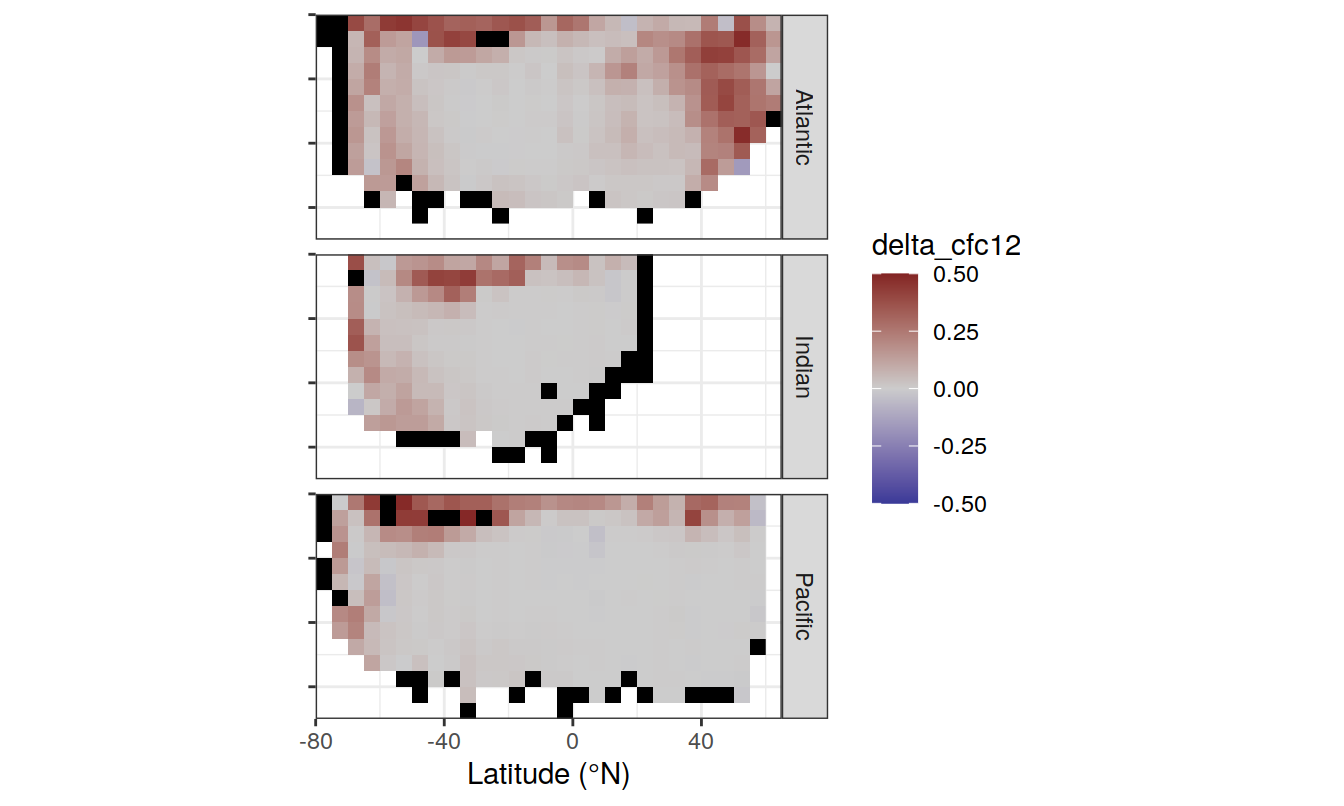 Atlantic
Indian
Pacific
-80
-40
0
40
Latitude (°N)
delta_cfc12
0.50
0.25
0.00
-0.25
-0.50